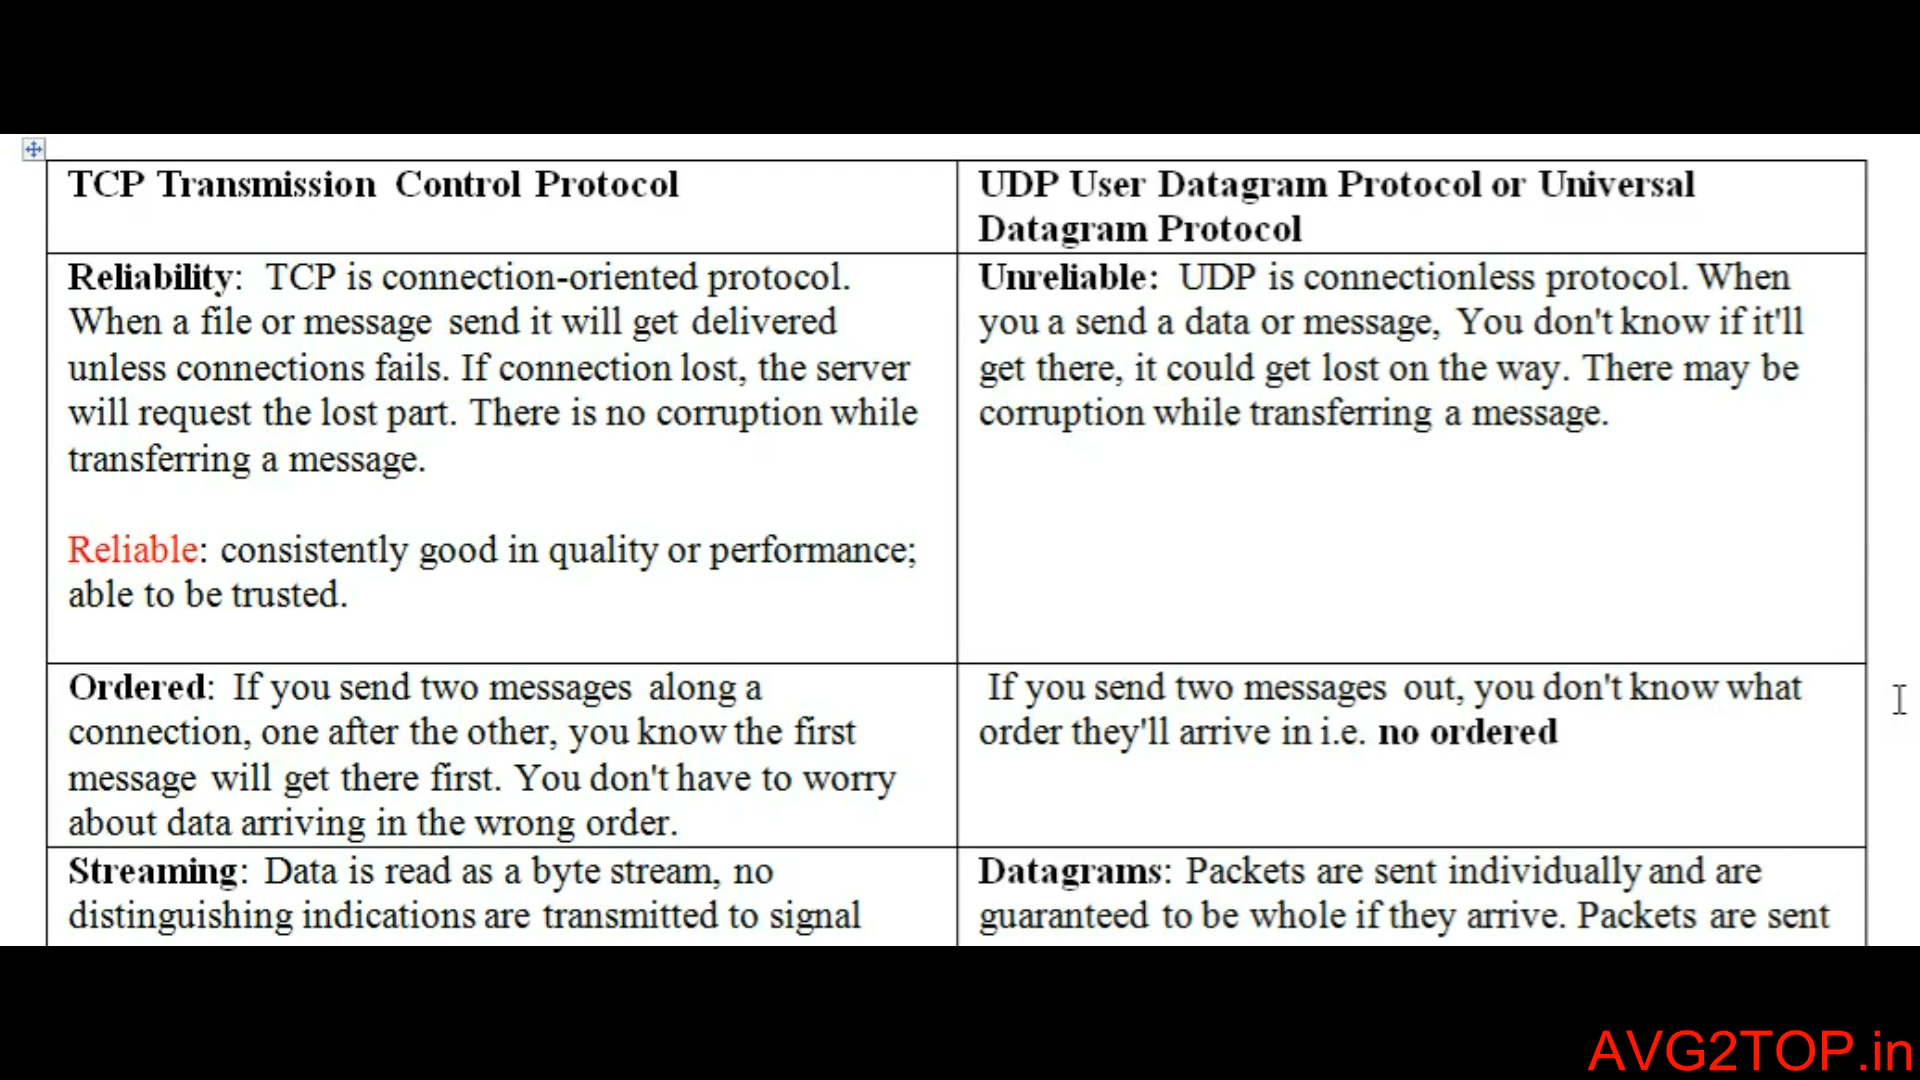 TCP Transmission Control Protocol
UDP User Datagram Protocol or Universal
Datagram Protocol
Reliability: TCP is connection-oriented protocol.
When a file or message send it will get delivered
unless connections fails. If connection lost, the server
will request the lost part. There is no corruption while
transferring a message.
Reliable: consistently good in quality or performance;
able to be trusted.
Unreliable: UDP is connectionless protocol. When
you a send a data or message, You don't know if it'll
get there, it could get lost on the way. There may be
corruption while transferring a message.
Ordered: If you send two messages along a
connection, one after the other, you know the first
message will get there first. You don't have to worry
about data arriving in the wrong order.
If you send two messages out, you don't know what
order they'll arrive in i.e. no ordered
Streaming: Data is read as a byte stream, no
distinguishing indications are transmitted to signal
Datagrams: Packets are sent individually and are
guaranteed to be whole if they arrive. Packets are sent
AVG2TOP.in